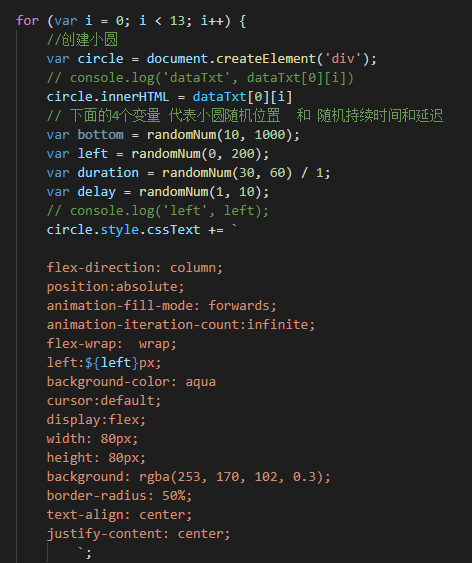 for (var i = 0; i < 13; i++) {
//创建小圆
var circle = document.createElement('div');
// console.log('dataTxt', dataTxt[0][i])
circle.innerHTML = dataTxt[0][i]
// 下面的4个变量 代表小圆随机位置  和 随机持续时间和延迟
var bottom = randomNum(10, 1000);
var left = randomNum(0, 200);
var duration = randomNum(30, 60) / 1;
var delay = randomNum(1, 10);
// console.log('left', left);
circle.style.cssText += `
flex-direction: column;
position:absolute;
animation-fill-mode: forwards;
animation-iteration-count:infinite;
flex-wrap:  wrap;
left:${left}px;
background-color: aqua
cursor:default;
display:flex;
width: 80px;
height: 80px;
background: rgba(253, 170, 102, 0.3);
border-radius: 50%;
text-align: center;
justify-content: center;
`;